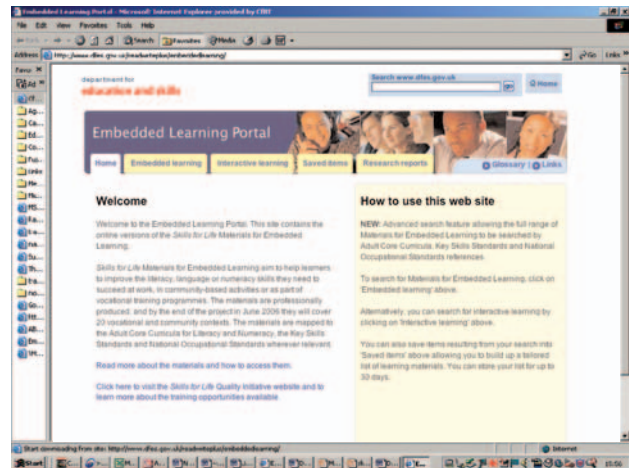 Embedded Learning Portal - Microsoft Internet Explorer provided by
File Edit View Favorites Tools Help
Search Favorites Media
Address http://www.dfes.gov.uk/readwriteplus/embeddedlearning/ Go Links
department for
education and skills
Search www.dfes.gov.uk
Home
Embedded Learning Portal
Home Embedded learning Interactive learning Saved items Research reports
Glossary | Links
Welcome
Welcome to the Embedded Learning Portal. This site contains the
online versions of the Skills for Life Materials for Embedded
Learning.
Skills for Life Materials for Embedded Learning aim to help learners
to improve the literacy, language or numeracy skills they need to
succeed at work, in community-based activities or as part of
vocational training programmes. The materials are professionally
produced: and by the end of the project in June 2006 they will cover
20 vocational and community contexts. The materials are mapped to
the Adult Core Curricula for Literacy and Numeracy, the Key Skills
Standards and National Occupational Standards wherever relevant.
Read more about the materials and how to access them.
Click here to visit the Skills for Life Quality Initiative website and to
learn more about the training opportunities available.
How to use this web site
NEW: Advanced search feature allowing the full range of
Materials for Embedded Learning to be searched by
Adult Core Curricula, Key Skills Standards and National
Occupational Standards references.
To search for Materials for Embedded Learning, click on
'Embedded learning' above.
Alternatively, you can search for interactive learning by
clicking on 'Interactive learning' above.
You can also save items resulting from your search into
'Saved items' above allowing you to build up a tailored
list of learning materials. You can store your list for up to
30 days.
Start downloading from site: http://www.dfes.gov.uk/readwriteplus/embeddedlearning/
Internet
Start